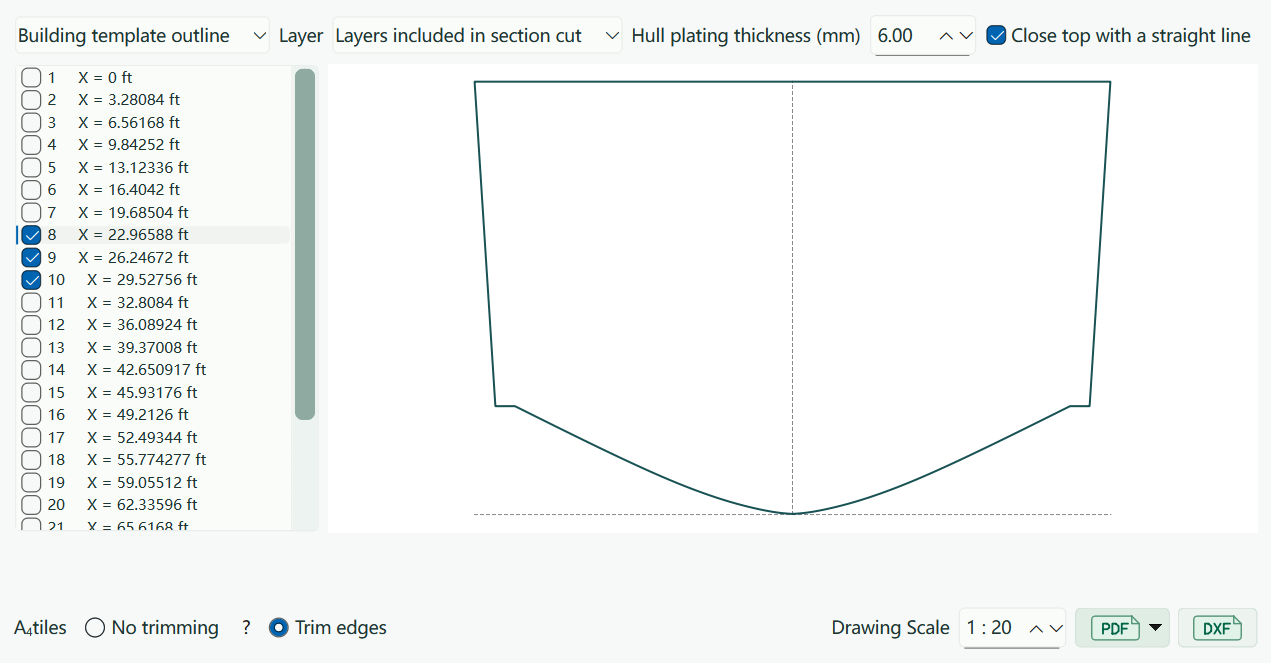 Building template outline Layer Layers included in section cut Hull plating thickness (mm) 6.00 Close top with a straight line
1 X = 0 ft
2 X = 3.28084 ft
3 X = 6.56168 ft
4 X = 9.84252 ft
5 X = 13.12336 ft
6 X = 16.4042 ft
7 X = 19.68504 ft
8 X = 22.96588 ft
9 X = 26.24672 ft
10 X = 29.52756 ft
11 X = 32.8084 ft
12 X = 36.08924 ft
13 X = 39.37008 ft
14 X = 42.650917 ft
15 X = 45.93176 ft
16 X = 49.2126 ft
17 X = 52.49344 ft
18 X = 55.774277 ft
19 X = 59.05512 ft
20 X = 62.33596 ft
21 X = 65.6168 ft
A4tiles No trimming ? Trim edges Drawing Scale 1 : 20 PDF DXF